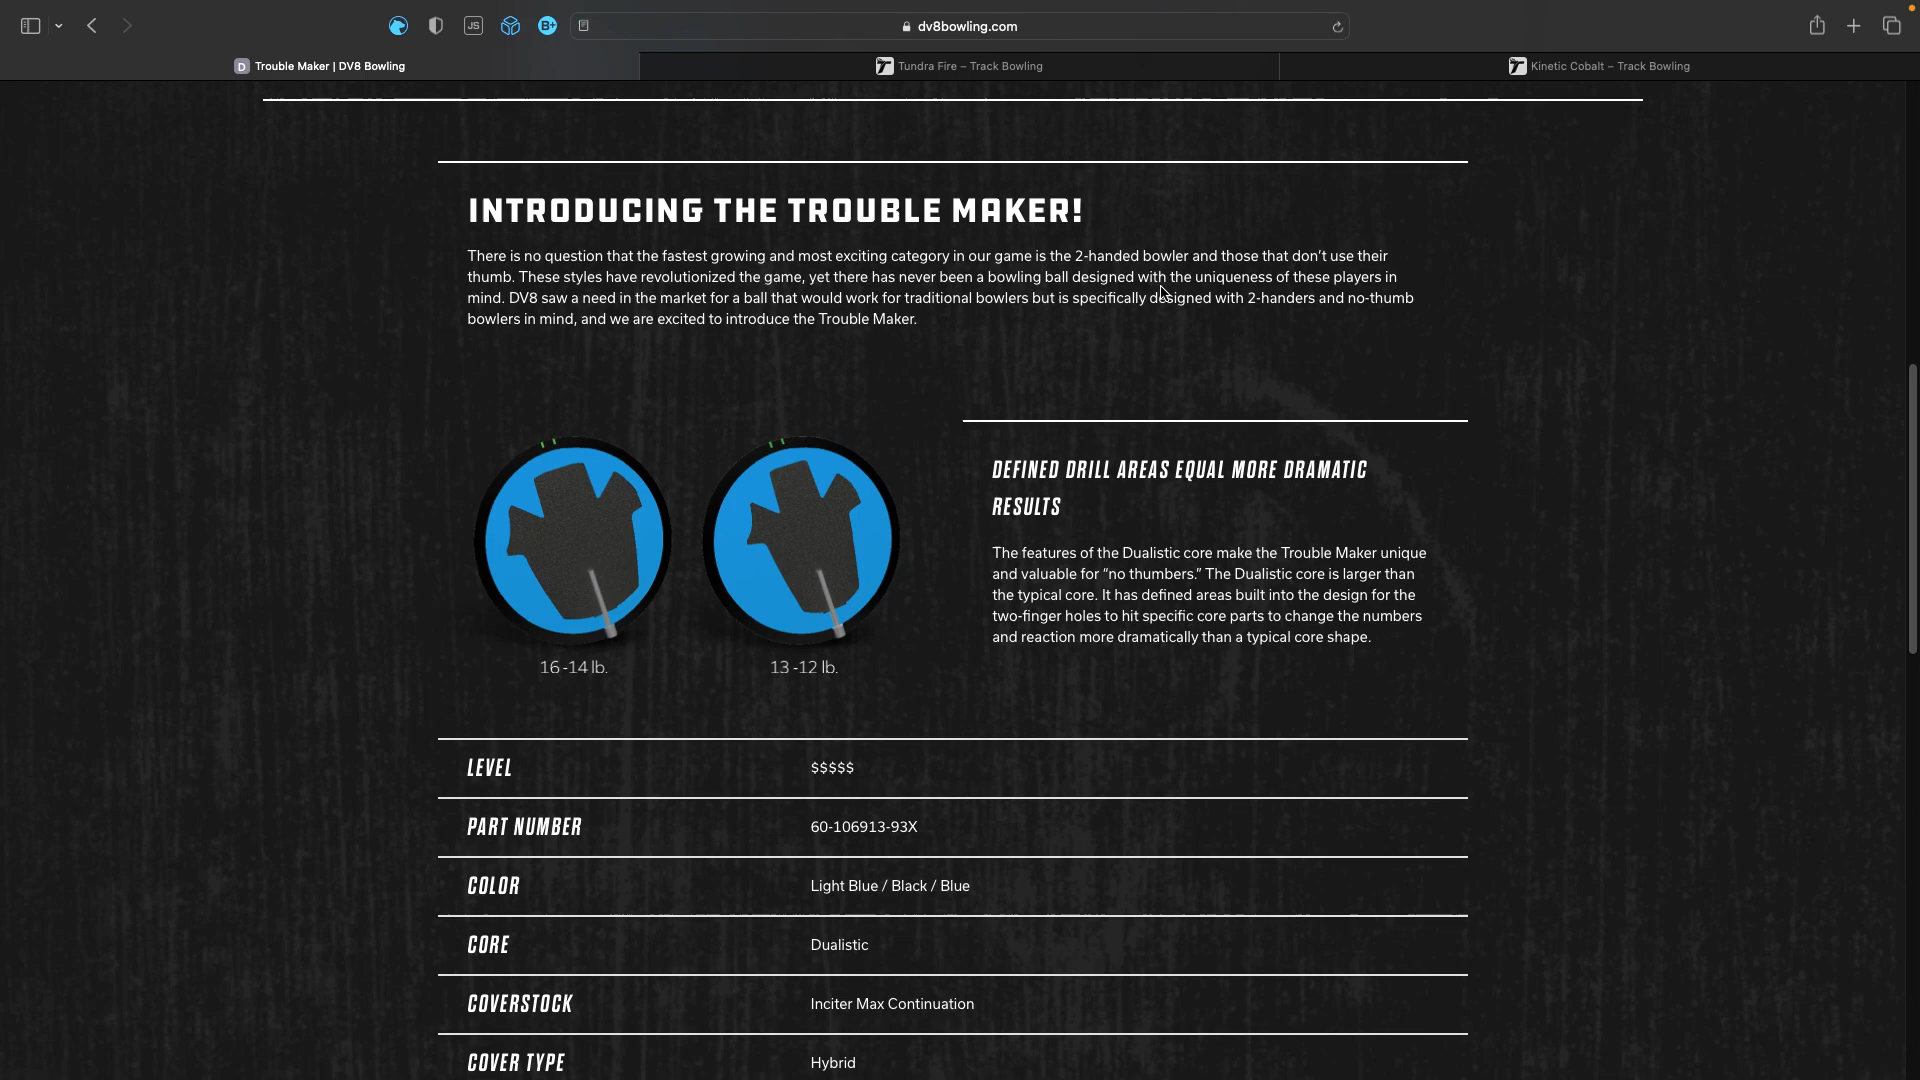 dv8bowling.com
D Trouble Maker | DV8 Bowling
Tundra Fire – Track Bowling
Kinetic Cobalt – Track Bowling
INTRODUCING THE TROUBLE MAKER!
There is no question that the fastest growing and most exciting category in our game is the 2-handed bowler and those that don’t use their
thumb. These styles have revolutionized the game, yet there has never been a bowling ball designed with the uniqueness of these players in
mind. DV8 saw a need in the market for a ball that would work for traditional bowlers but is specifically designed with 2-handers and no-thumb
bowlers in mind, and we are excited to introduce the Trouble Maker.
16-14 lb.
13-12 lb.
DEFINED DRILL AREAS EQUAL MORE DRAMATIC
RESULTS
The features of the Dualistic core make the Trouble Maker unique
and valuable for “no thumbers.” The Dualistic core is larger than
the typical core. It has defined areas built into the design for the
two-finger holes to hit specific core parts to change the numbers
and reaction more dramatically than a typical core shape.
LEVEL $$$$$
PART NUMBER 60-106913-93X
COLOR Light Blue / Black / Blue
CORE Dualistic
COVERSTOCK Inciter Max Continuation
COVER TYPE Hybrid